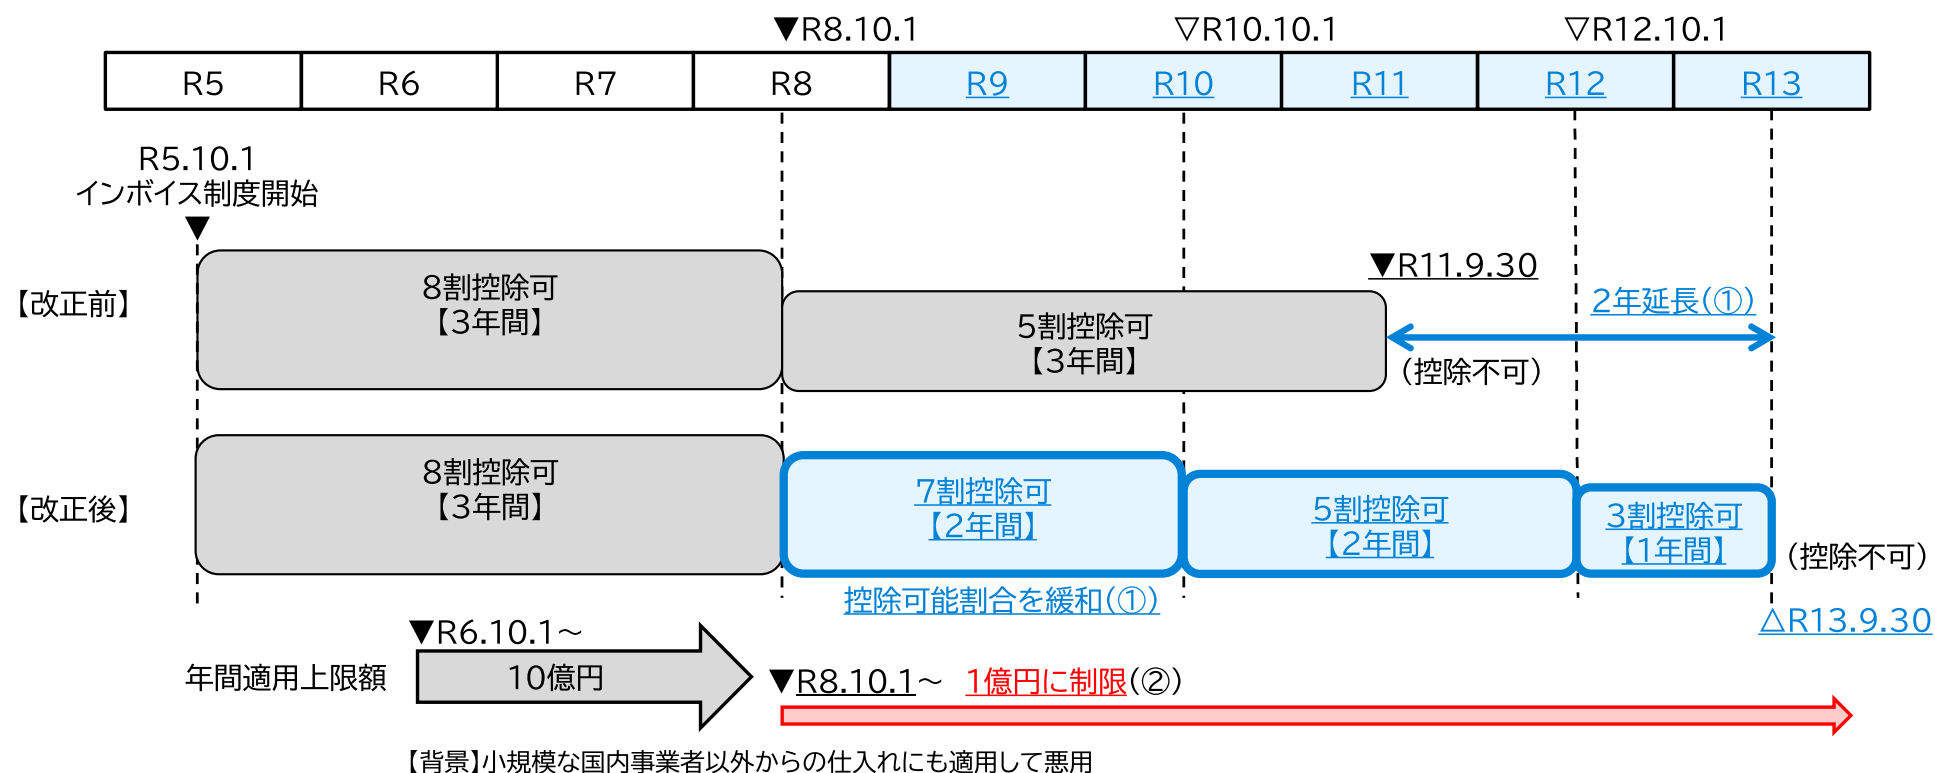 ▼R8.10.1 ▽R10.10.1 ▽R12.10.1
R5 R6 R7 R8 R9 R10 R11 R12 R13
R5.10.1
インボイス制度開始
▼
【改正前】
8割控除可
【3年間】
5割控除可
【3年間】
▼R11.9.30
2年延長(①)
(控除不可)
【改正後】
8割控除可
【3年間】
7割控除可
【2年間】
5割控除可
【2年間】
3割控除可
【1年間】
(控除不可)
控除可能割合を緩和(①)
△R13.9.30
▼R6.10.1～
年間適用上限額
10億円
▼R8.10.1～ 1億円に制限(②)
【背景】小規模な国内事業者以外からの仕入れにも適用して悪用